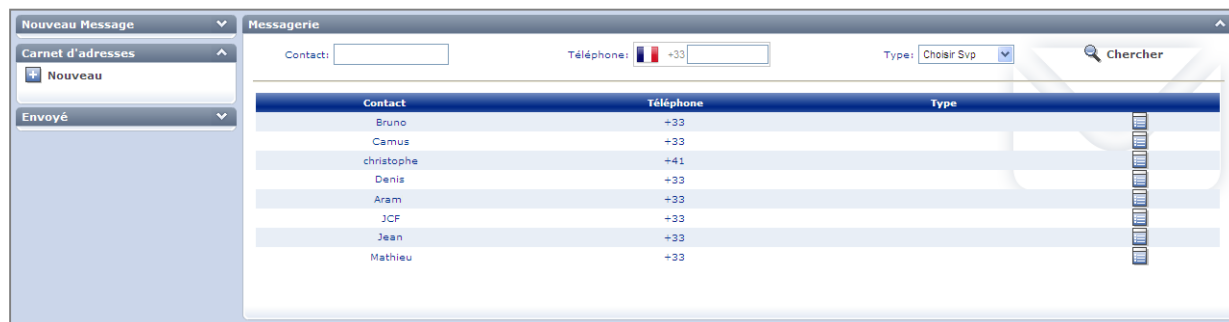 Nouveau Message
Carnet d'adresses
Nouveau
Envoyé
Messagerie
Contact: Téléphone: +33 Type: Choisir Svp Chercher
Contact Téléphone Type
Bruno +33
Camus +33
christophe +41
Denis +33
Aram +33
JCF +33
Jean +33
Mathieu +33